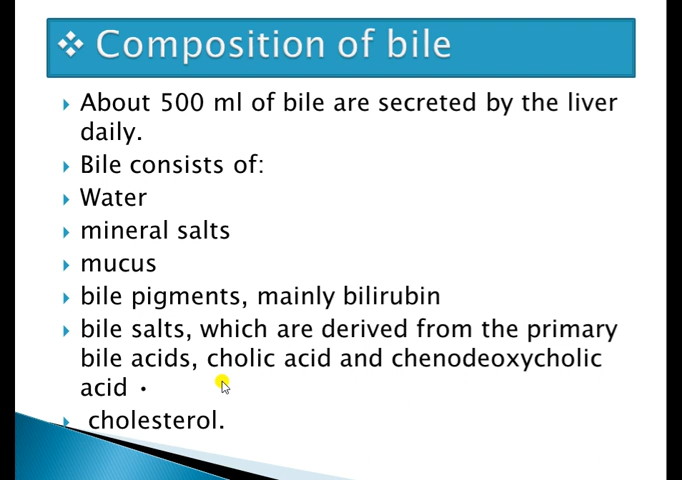 ❖ Composition of bile
About 500 ml of bile are secreted by the liver
daily.
Bile consists of:
Water
mineral salts
mucus
bile pigments, mainly bilirubin
bile salts, which are derived from the primary
bile acids, cholic acid and chenodeoxycholic
acid •
cholesterol.